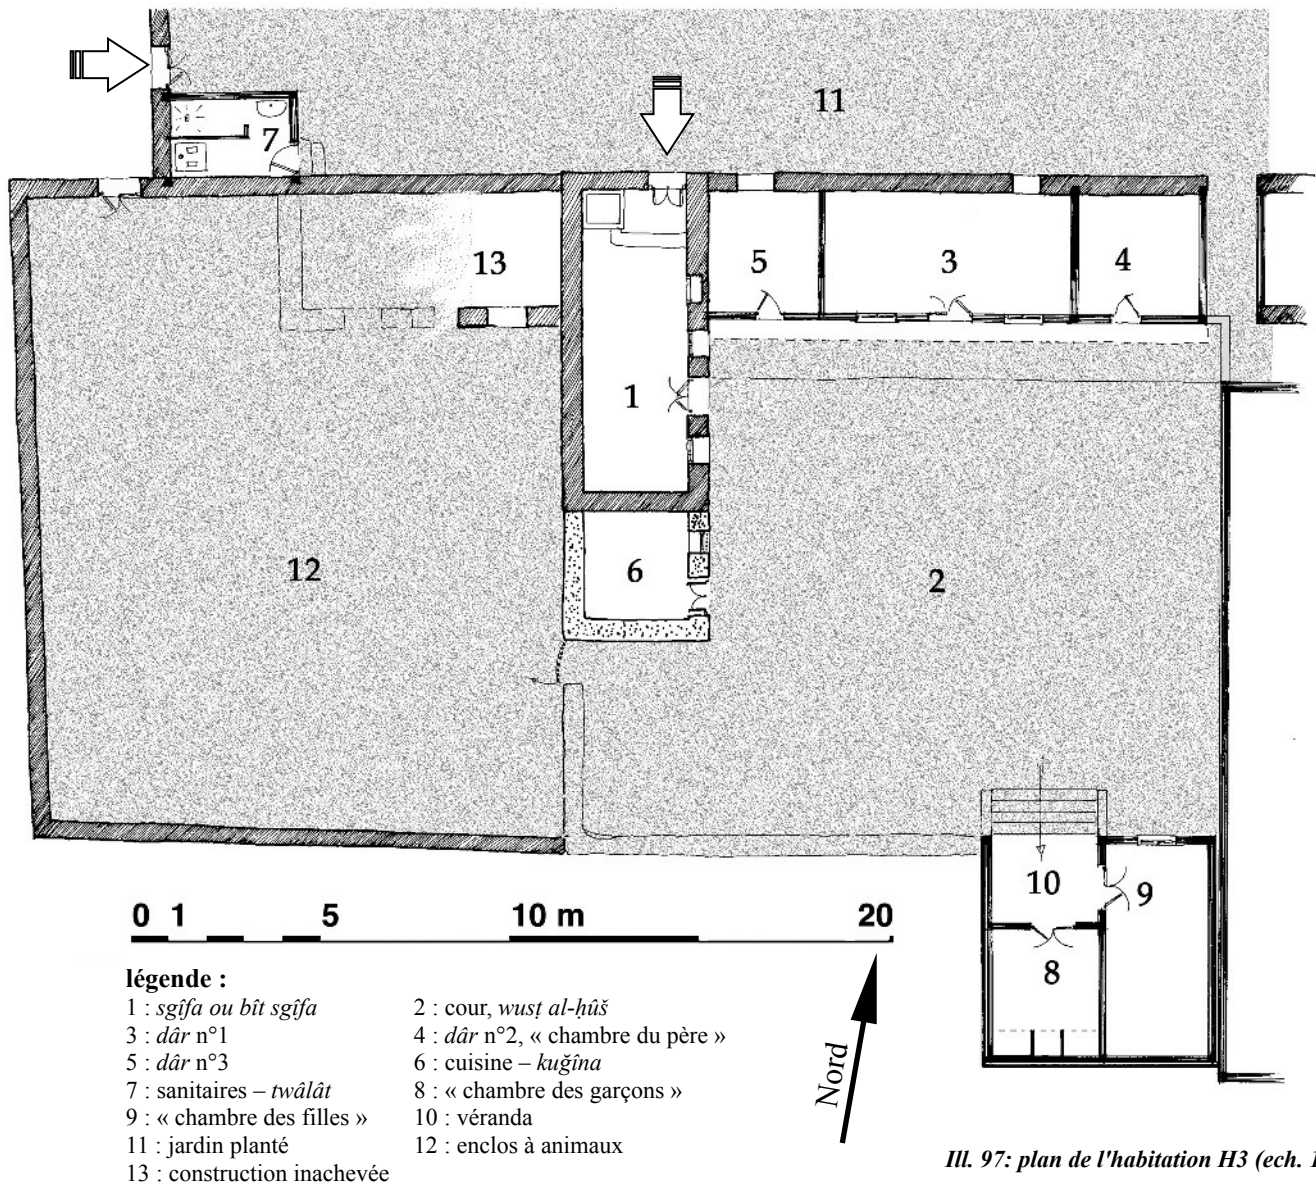 11
7
13
5
3
4
1
12
6
2
10
9
8
0 1 5 10 m 20
légende :
1 : sgîfa ou bît sgîfa
2 : cour, wusṭ al-ḥûš
3 : dâr n°1
4 : dâr n°2, « chambre du père »
5 : dâr n°3
6 : cuisine – kuǧîna
7 : sanitaires – twâlât
8 : « chambre des garçons »
9 : « chambre des filles »
10 : véranda
11 : jardin planté
12 : enclos à animaux
13 : construction inachevée
Nord
Ill. 97: plan de l'habitation H3 (ech. 1